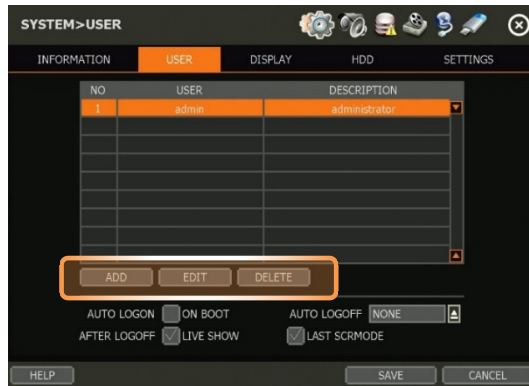 SYSTEM>USER
INFORMATION USER DISPLAY HDD SETTINGS
NO USER DESCRIPTION
1 admin administrator
ADD EDIT DELETE
AUTO LOGON ON BOOT AUTO LOGOFF NONE
AFTER LOGOFF LIVE SHOW LAST SCRMODE
HELP SAVE CANCEL